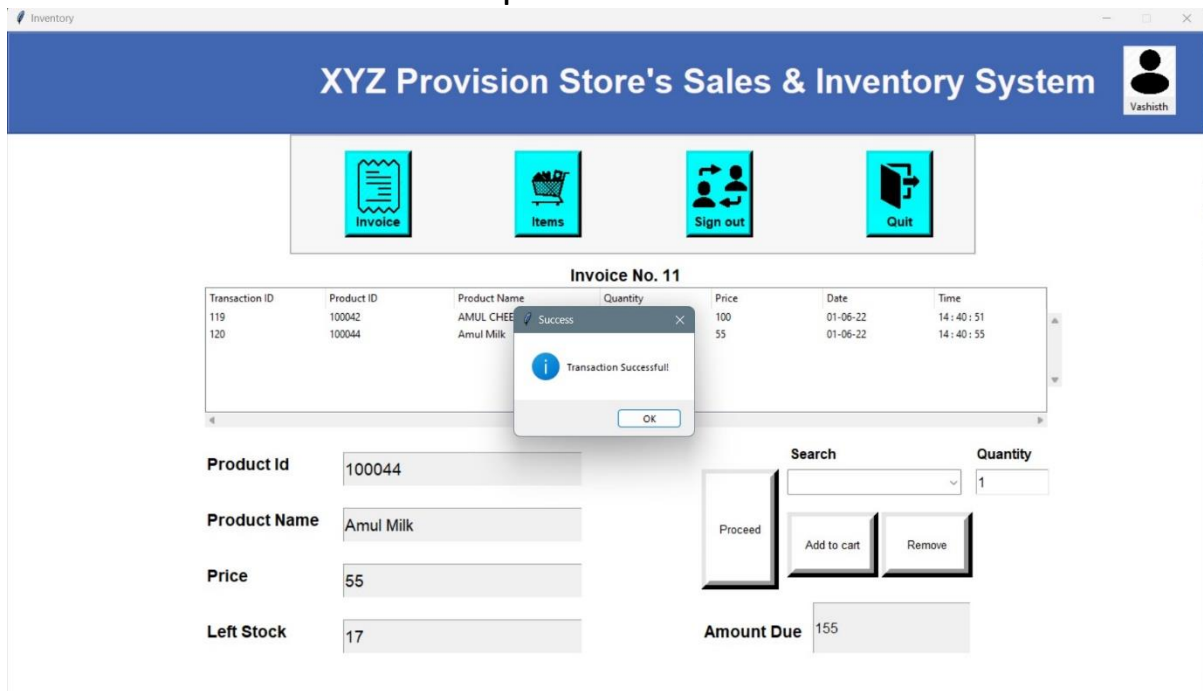 Inventory
XYZ Provision Store's Sales & Inventory System
Vashisth
Invoice Items Sign out Quit
Invoice No. 11
Transaction ID Product ID Product Name Quantity Price Date Time
119 100042 AMUL CHEE 100 01-06-22 14 : 40 : 51
120 100044 Amul Milk 55 01-06-22 14 : 40 : 55
Success
Transaction Successful!
OK
Product Id 100044
Product Name Amul Milk
Price 55
Left Stock 17
Search Quantity
1
Proceed Add to cart Remove
Amount Due 155